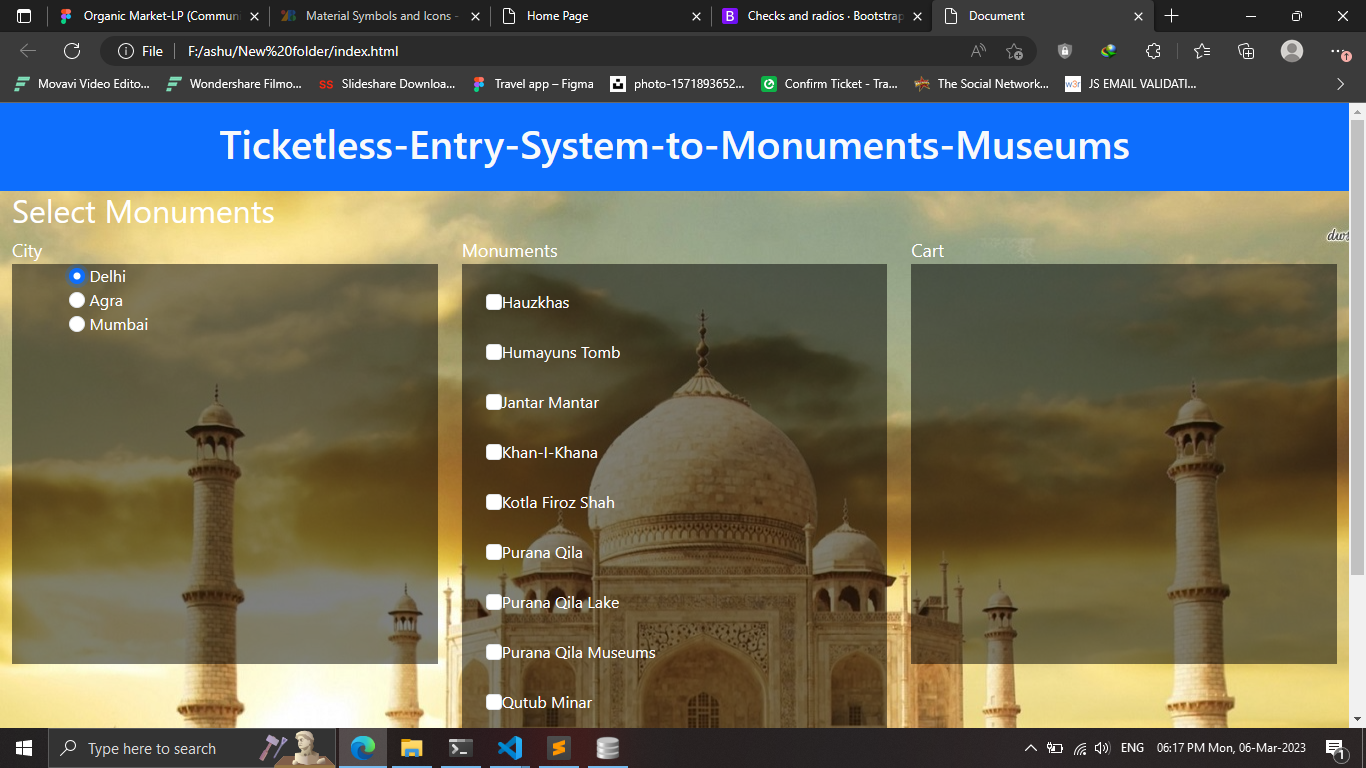 Organic Market-LP (Commun
Material Symbols and Icons -
Home Page
Checks and radios · Bootstrap
Document
File
F:/ashu/New%20folder/index.html
Movavi Video Edito...
Wondershare Filmo...
SS
Slideshare Downloa...
Travel app – Figma
photo-1571893652...
Confirm Ticket - Tra...
The Social Network...
w3r
JS EMAIL VALIDATI...
Ticketless-Entry-System-to-Monuments-Museums
Select Monuments
City
Delhi
Agra
Mumbai
Monuments
Hauzkhas
Humayuns Tomb
Jantar Mantar
Khan-I-Khana
Kotla Firoz Shah
Purana Qila
Purana Qila Lake
Purana Qila Museums
Qutub Minar
Cart
Type here to search
ENG
06:17 PM Mon, 06-Mar-2023
1